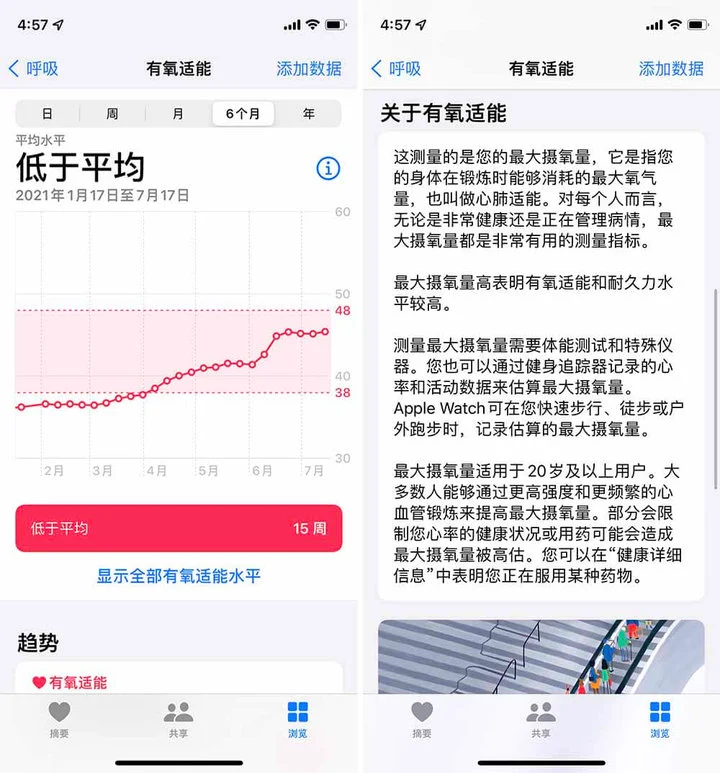 4:57
呼吸
有氧适能
添加数据
日
周
月
6个月
年
平均水平
低于平均
2021年1月17日至7月17日
60
50
48
40
38
30
2月
3月
4月
5月
6月
7月
低于平均
15 周
显示全部有氧适能水平
趋势
有氧适能
摘要
共享
浏览
4:57
呼吸
有氧适能
添加数据
关于有氧适能
这测量的是您的最大摄氧量，它是指您
的身体在锻炼时能够消耗的最大氧气
量，也叫做心肺适能。对每个人而言，
无论是非常健康还是正在管理病情，最
大摄氧量都是非常有用的测量指标。
最大摄氧量高表明有氧适能和耐久力水
平较高。
测量最大摄氧量需要体能测试和特殊仪
器。您也可以通过健身追踪器记录的心
率和活动数据来估算最大摄氧量。
Apple Watch可在您快速步行、徒步或户
外跑步时，记录估算的最大摄氧量。
最大摄氧量适用于20岁及以上用户。大
多数人能够通过更高强度和更频繁的心
血管锻炼来提高最大摄氧量。部分会限
制您心率的健康状况或用药可能会造成
最大摄氧量被高估。您可以在“健康详细
信息”中表明您正在服用某种药物。
摘要
共享
浏览